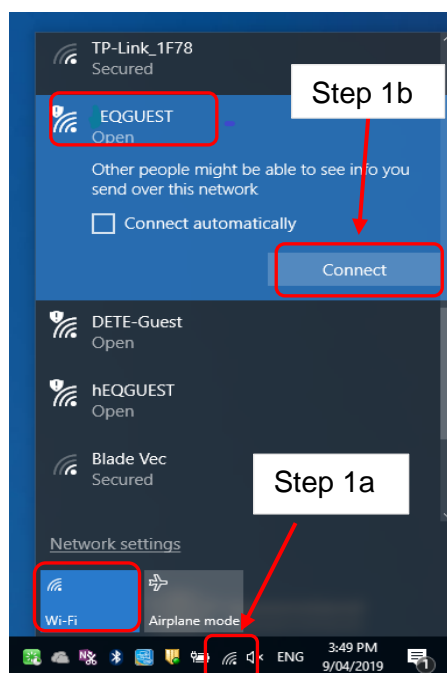 TP-Link_1F78
Secured
Step 1b
EQGUEST
Open
Other people might be able to see info you
send over this network
Connect automatically
Connect
DETE-Guest
Open
hEQGUEST
Open
Blade Vec
Secured
Step 1a
Network settings
Wi-Fi
Airplane mode
ENG
3:49 PM
9/04/2019
1